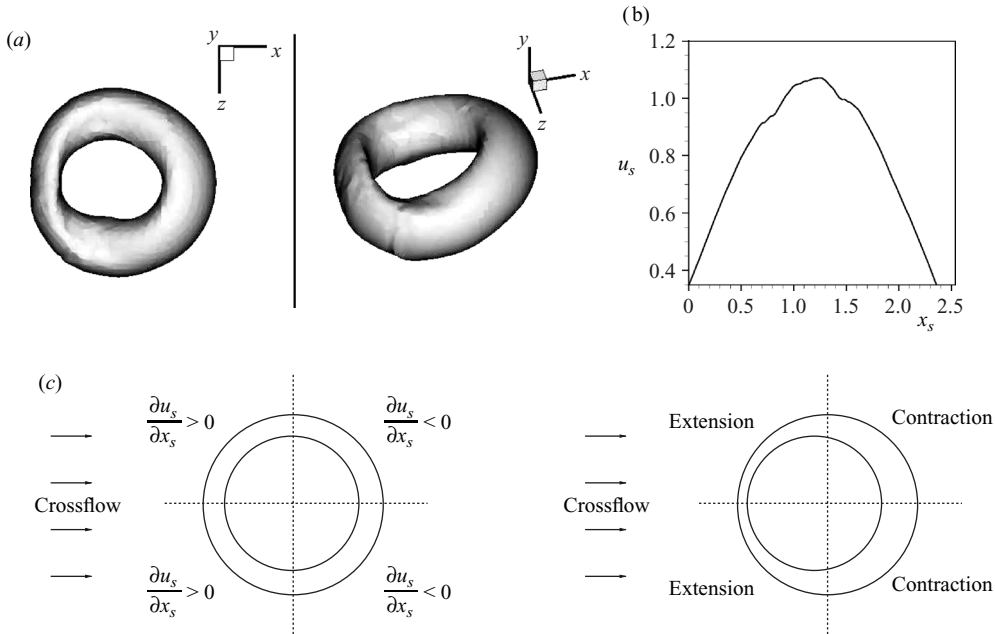 (a)
y
x
z
y
x
z
(b)
u_s
1.2
1.0
0.8
0.6
0.4
0 0.5 1.0 1.5 2.0 2.5
x_s
(c)
∂u_s/∂x_s > 0 ∂u_s/∂x_s < 0
Crossflow
∂u_s/∂x_s > 0 ∂u_s/∂x_s < 0
Extension Contraction
Crossflow
Extension Contraction